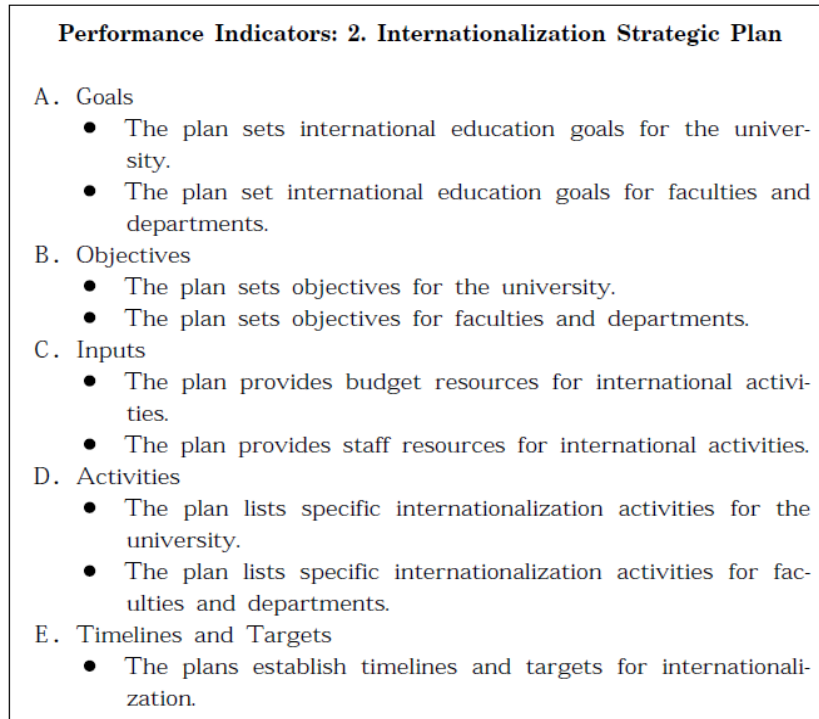 Performance Indicators: 2. Internationalization Strategic Plan
A. Goals
● The plan sets international education goals for the univer-
sity.
● The plan set international education goals for faculties and
departments.
B. Objectives
● The plan sets objectives for the university.
● The plan sets objectives for faculties and departments.
C. Inputs
● The plan provides budget resources for international activi-
ties.
● The plan provides staff resources for international activities.
D. Activities
● The plan lists specific internationalization activities for the
university.
● The plan lists specific internationalization activities for fac-
ulties and departments.
E. Timelines and Targets
● The plans establish timelines and targets for internationali-
zation.